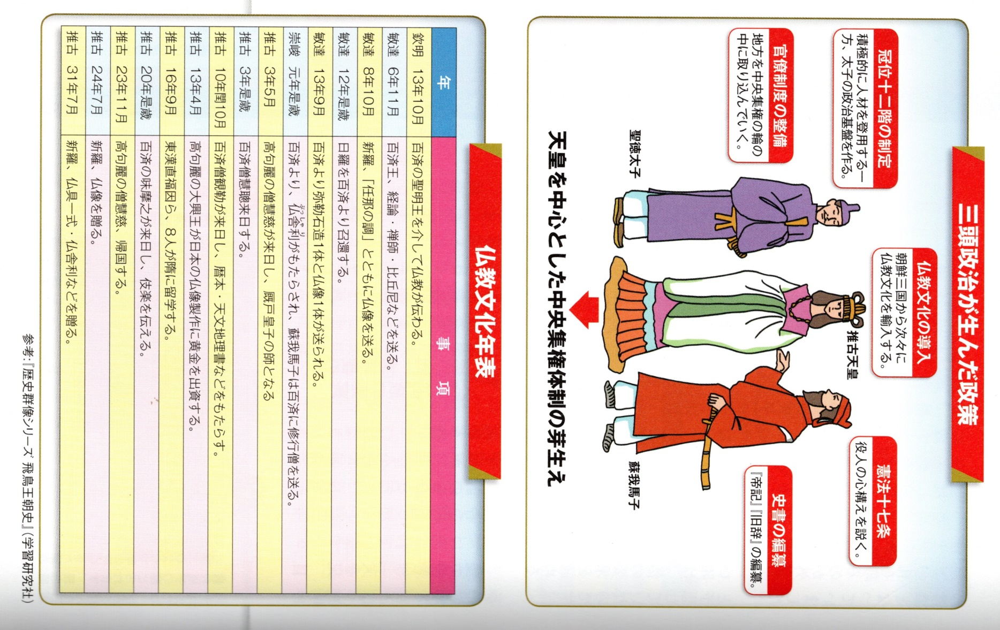 三頭政治が生んだ政策
冠位十二階の制定
積極的に人材を登用する一
方、太子の政治基盤を作る。
仏教文化の導入
朝鮮三国から次々に
仏教文化を輸入する。
憲法十七条
役人の心構えを説く。
官僚制度の整備
地方を中央集権の輪の
中に取り込んでいく。
史書の編纂
『帝記』『旧辞』の編纂。
推古天皇
聖徳太子
蘇我馬子
天皇を中心とした中央集権体制の芽生え
仏教文化年表
年 事項
欽明 13年10月 百済の聖明王を介して仏教が伝わる。
敏達 6年11月 百済王、経論・禅師・比丘尼などを送る。
敏達 8年10月 新羅、「任那の調」とともに仏像を送る。
敏達 12年是歳 日羅を百済より召還する。
敏達 13年9月 百済より弥勒石造1体と仏像1体が送られる。
崇峻 元年是歳 百済より、仏舎利がもたらされ、蘇我馬子は百済に修行僧を送る。
ぶっしゃり
推古 3年5月 高句麗の僧慧慈が来日し、厩戸皇子の師となる
推古 3年是歳 百済僧慧聰来日する。
推古 10年閏10月 百済僧観勒が来日し、暦本・天文地理書などをもたらす。
推古 13年4月 高句麗の大興王が日本の仏像製作に黄金を出資する。
推古 16年9月 東漢直福因ら、8人が隋に留学する。
推古 20年是歳 百済の味摩之が来日し、伎楽を伝える。
推古 23年11月 高句麗の僧慧慈、帰国する。
推古 24年7月 新羅、仏像を贈る。
推古 31年7月 新羅、仏具一式・仏舎利などを贈る。
参考:『歴史群像シリーズ 飛鳥王朝史』(学習研究社)